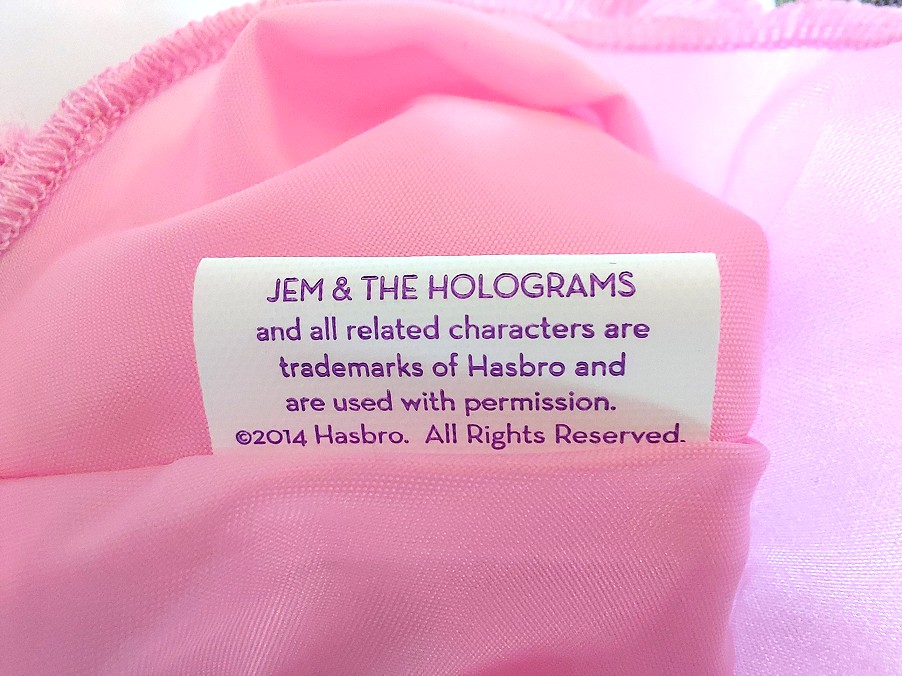 JEM & THE HOLOGRAMS
and all related characters are
trademarks of Hasbro and
are used with permission.
©2014 Hasbro. All Rights Reserved.